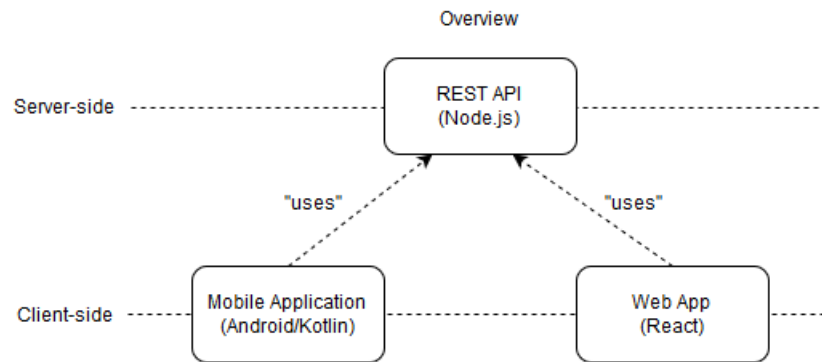 Overview
Server-side
REST API
(Node.js)
"uses"
"uses"
Client-side
Mobile Application
(Android/Kotlin)
Web App
(React)